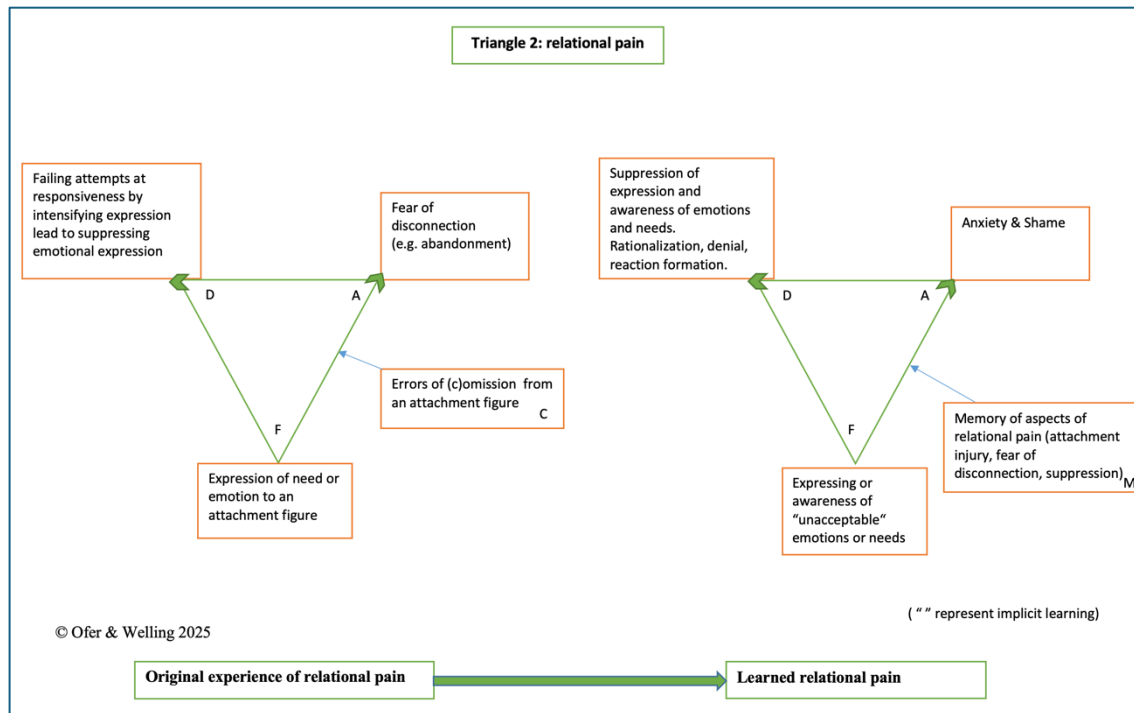 Triangle 2: relational pain
Failing attempts at
responsiveness by
intensifying expression
lead to suppressing
emotional expression
Fear of
disconnection
(e.g. abandonment)
D
A
Errors of (c)omission from
an attachment figure
C
F
Expression of need or
emotion to an
attachment figure
Suppression of
expression and
awareness of emotions
and needs.
Rationalization, denial,
reaction formation.
Anxiety & Shame
D
A
Memory of aspects of
relational pain (attachment
injury, fear of
disconnection, suppression)
M
F
Expressing or
awareness of
“unacceptable“
emotions or needs
( “ ” represent implicit learning)
© Ofer & Welling 2025
Original experience of relational pain
Learned relational pain